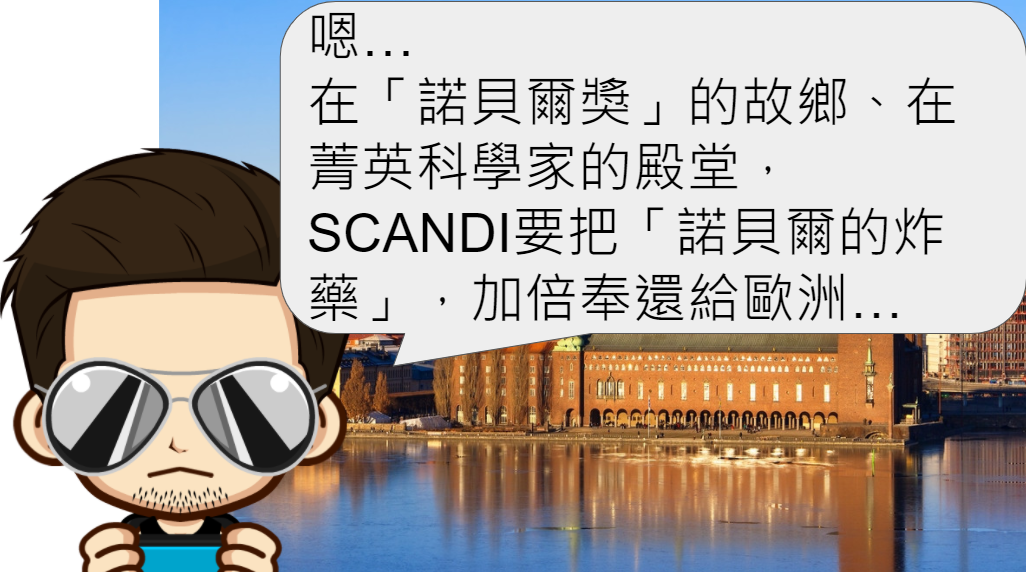 嗯...
在「諾貝爾獎」的故鄉、在
菁英科學家的殿堂，
SCANDI要把「諾貝爾的炸
藥」，加倍奉還給歐洲...